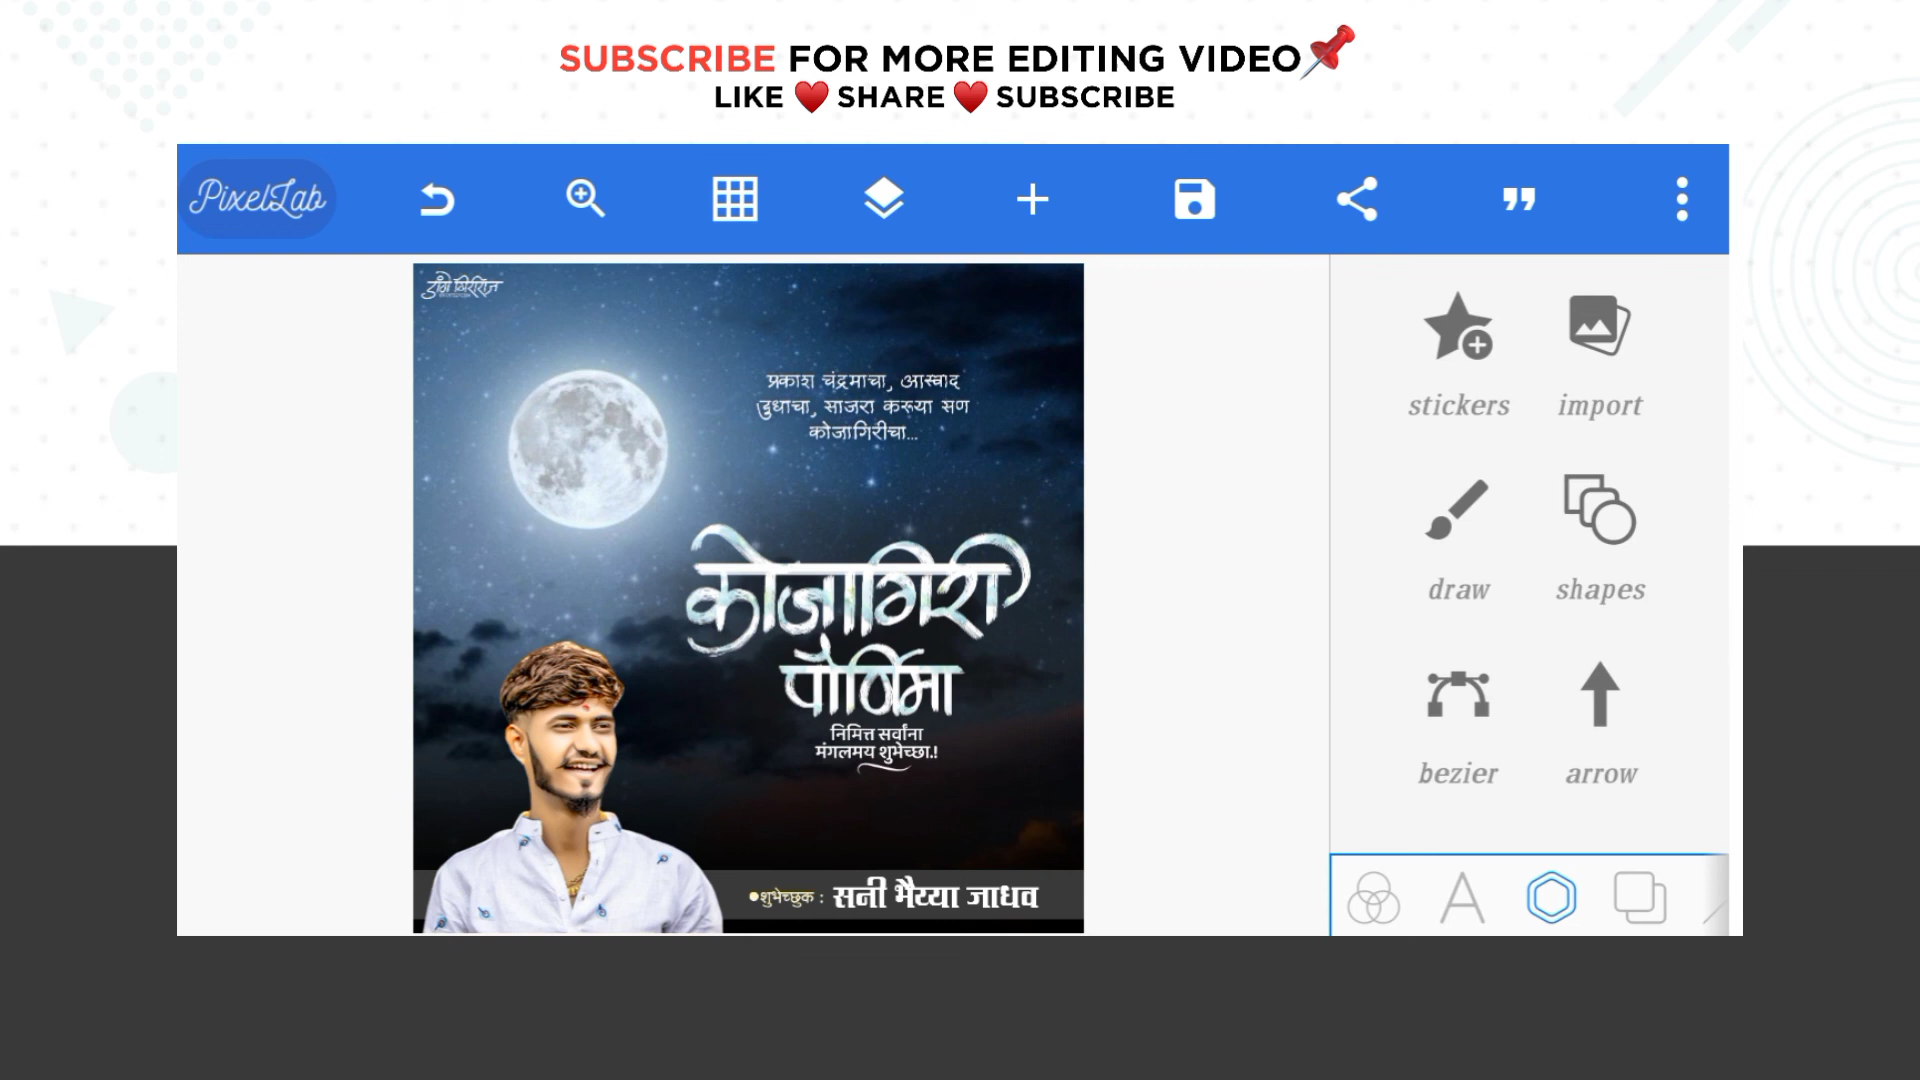 SUBSCRIBE FOR MORE EDITING VIDEO
LIKE SHARE SUBSCRIBE
PixelLab
प्रकाश चंद्रमाचा, आस्वाद
दुधाचा, साजरा करूया सण
कोजागिरीचा...
कोजागिरी
पौर्णिमा
निमित्त सर्वांना
मंगलमय शुभेच्छा.!
शुभेच्छुक : सनी भैय्या जाधव
stickers import
draw shapes
bezier arrow